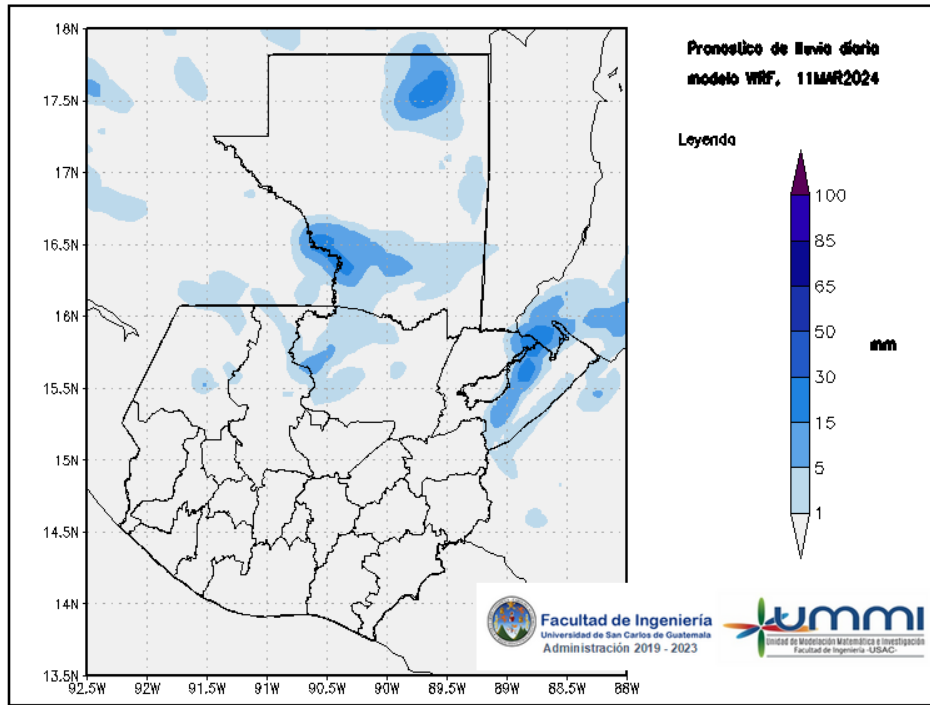 18N
17.5N
17N
16.5N
16N
15.5N
15N
14.5N
14N
13.5N
92.5W
92W
91.5W
91W
90.5W
90W
89.5W
89W
88.5W
88W
Pronostico de lluvia diaria
modelo WRF, 11MAR2024
Leyenda
100
85
65
50
30
15
5
1
mm
Facultad de Ingeniería
Universidad de San Carlos de Guatemala
Administración 2019 - 2023
UMMI
Unidad de Modelación Matemática e Investigación
Facultad de Ingeniería -USAC-